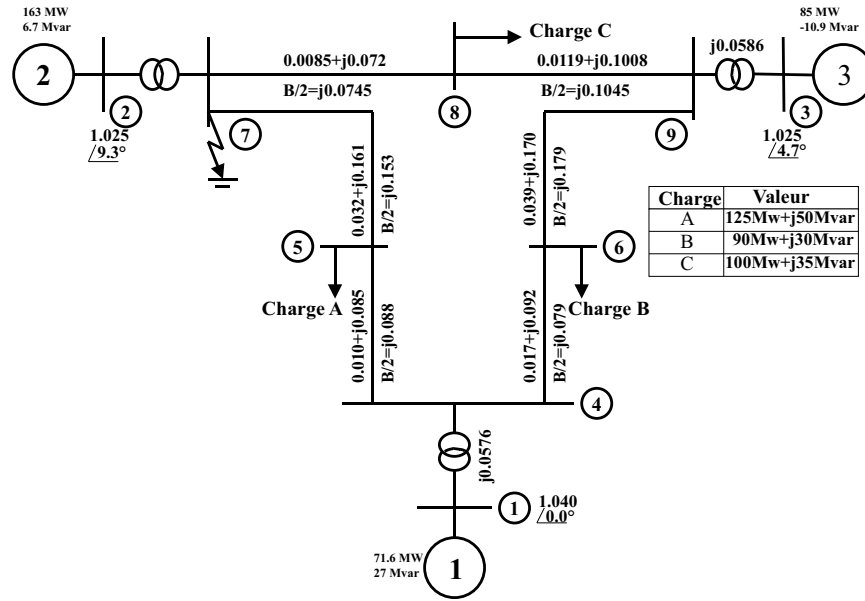 163 MW
6.7 Mvar
2
2
1.025
/9.3°
7
0.0085+j0.072
B/2=j0.0745
Charge C
8
0.0119+j0.1008
B/2=j0.1045
9
j0.0586
85 MW
-10.9 Mvar
3
3
1.025
/4.7°
0.032+j0.161
B/2=j0.153
0.039+j0.170
B/2=j0.179
Charge Valeur
A 125Mw+j50Mvar
B 90Mw+j30Mvar
C 100Mw+j35Mvar
5
Charge A
6
Charge B
0.010+j0.085
B/2=j0.088
0.017+j0.092
B/2=j0.079
4
j0.0576
1
1.040
/0.0°
71.6 MW
27 Mvar
1